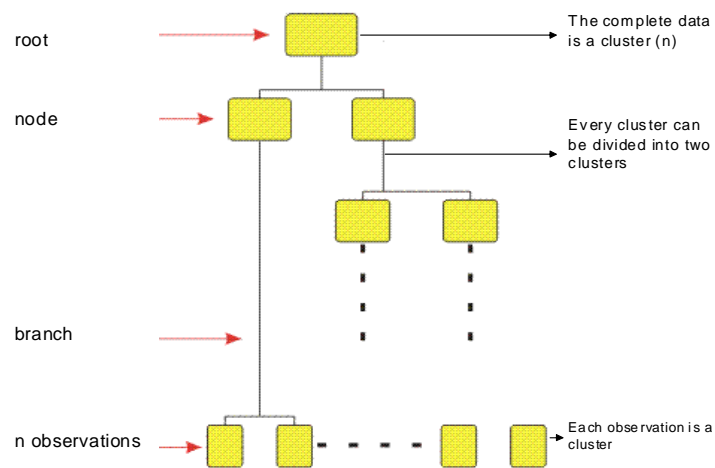 root
The complete data
is a cluster (n)
node
Every cluster can
be divided into two
clusters
branch
n observations
Each observation is a
cluster